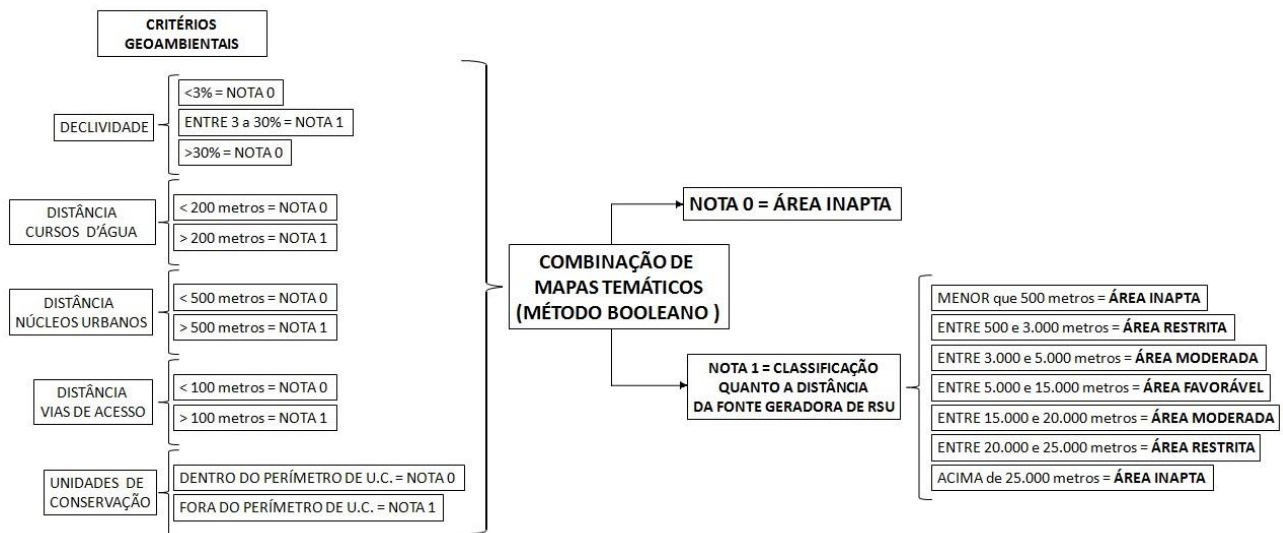 CRITÉRIOS
GEOAMBIENTAIS
DECLIVIDADE
<3% = NOTA 0
ENTRE 3 a 30% = NOTA 1
>30% = NOTA 0
DISTÂNCIA
CURSOS D'ÁGUA
< 200 metros = NOTA 0
> 200 metros = NOTA 1
DISTÂNCIA
NÚCLEOS URBANOS
< 500 metros = NOTA 0
> 500 metros = NOTA 1
DISTÂNCIA
VIAS DE ACESSO
< 100 metros = NOTA 0
> 100 metros = NOTA 1
UNIDADES DE
CONSERVAÇÃO
DENTRO DO PERÍMETRO DE U.C. = NOTA 0
FORA DO PERÍMETRO DE U.C. = NOTA 1
COMBINAÇÃO DE
MAPAS TEMÁTICOS
(MÉTODO BOOLEANO )
NOTA 0 = ÁREA INAPTA
NOTA 1 = CLASSIFICAÇÃO
QUANTO A DISTÂNCIA
DA FONTE GERADORA DE RSU
MENOR que 500 metros = ÁREA INAPTA
ENTRE 500 e 3.000 metros = ÁREA RESTRITA
ENTRE 3.000 e 5.000 metros = ÁREA MODERADA
ENTRE 5.000 e 15.000 metros = ÁREA FAVORÁVEL
ENTRE 15.000 e 20.000 metros = ÁREA MODERADA
ENTRE 20.000 e 25.000 metros = ÁREA RESTRITA
ACIMA de 25.000 metros = ÁREA INAPTA